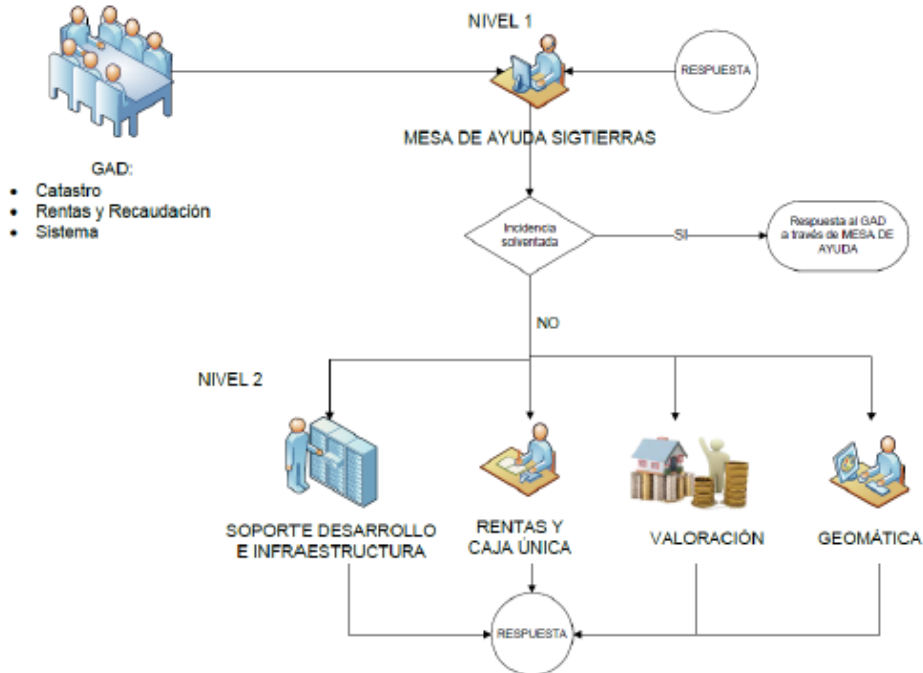 NIVEL 1
RESPUESTA
MESA DE AYUDA SIGTIERRAS
GAD:
• Catastro
• Rentas y Recaudación
• Sistema
Incidencia
solventada
SI
Respuesta al GAD
a través de MESA DE
AYUDA
NO
NIVEL 2
SOPORTE DESARROLLO
E INFRAESTRUCTURA
RENTAS Y
CAJA ÚNICA
VALORACIÓN
GEOMÁTICA
RESPUESTA